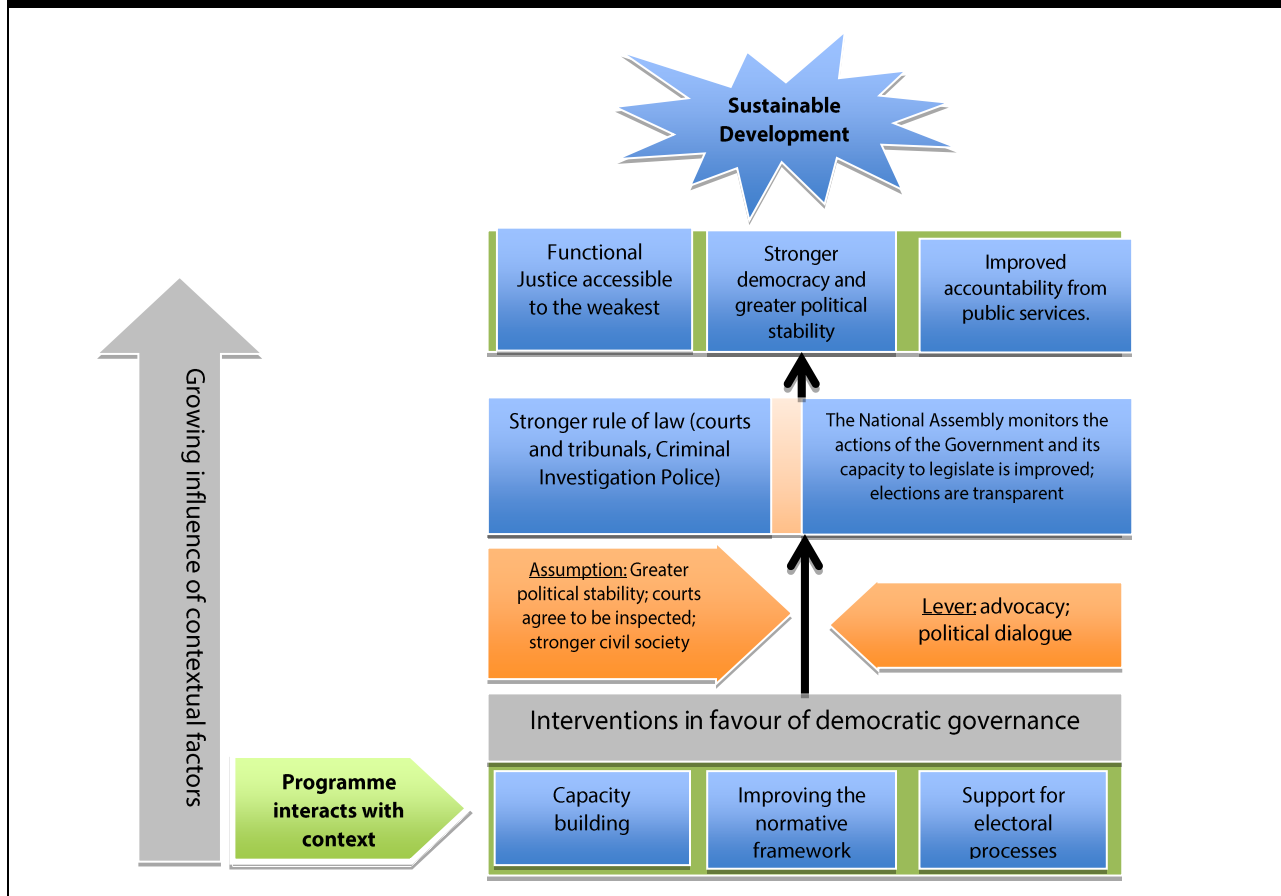 Sustainable
Development
Functional
Justice accessible
to the weakest
Stronger
democracy and
greater political
stability
Improved
accountability from
public services.
Growing influence of contextual factors
Stronger rule of law (courts
and tribunals, Criminal
Investigation Police)
The National Assembly monitors the
actions of the Government and its
capacity to legislate is improved;
elections are transparent
Assumption: Greater
political stability; courts
agree to be inspected;
stronger civil society
Lever: advocacy;
political dialogue
Interventions in favour of democratic governance
Programme
interacts with
context
Capacity
building
Improving the
normative
framework
Support for
electoral
processes